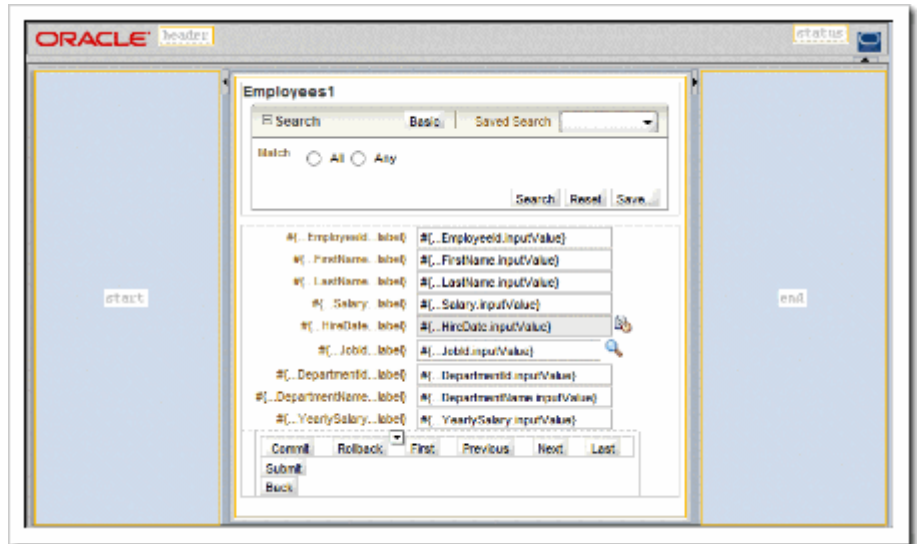 ORACLE header status
Employees1
Search Basic Saved Search
Match All Any
Search Reset Save...
#{...EmployeeId...label} #{...EmployeeId.inputValue}
#{...FirstName...label} #{...FirstName.inputValue}
#{...LastName...label} #{...LastName.inputValue}
#{...Salary...label} #{...Salary.inputValue}
start
end
#{...HireDate...label} #{...HireDate.inputValue}
#{...JobId...label} #{...JobId.inputValue}
#{...DepartmentId...label} #{...DepartmentId.inputValue}
#{...DepartmentName...label} #{...DepartmentName.inputValue}
#{...YearlySalary...label} #{...YearlySalary.inputValue}
Commit Rollback First Previous Next Last
Submit
Back